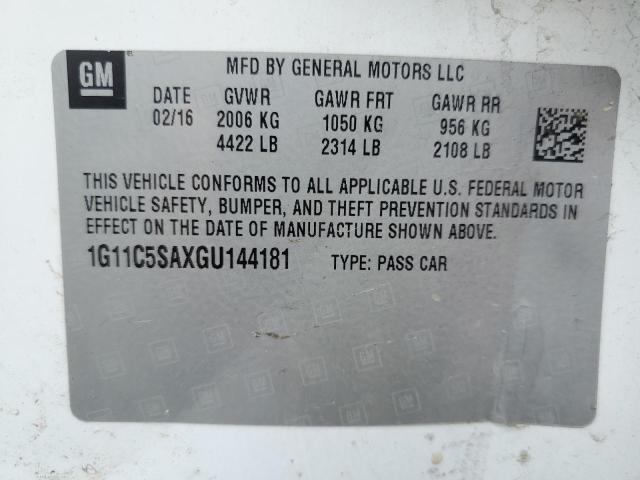 GM
MFD BY GENERAL MOTORS LLC
DATE GVWR GAWR FRT GAWR RR
02/16 2006 KG 1050 KG 956 KG
4422 LB 2314 LB 2108 LB
THIS VEHICLE CONFORMS TO ALL APPLICABLE U.S. FEDERAL MOTOR
VEHICLE SAFETY, BUMPER, AND THEFT PREVENTION STANDARDS IN
EFFECT ON THE DATE OF MANUFACTURE SHOWN ABOVE.
1G11C5SAXGU144181 TYPE: PASS CAR